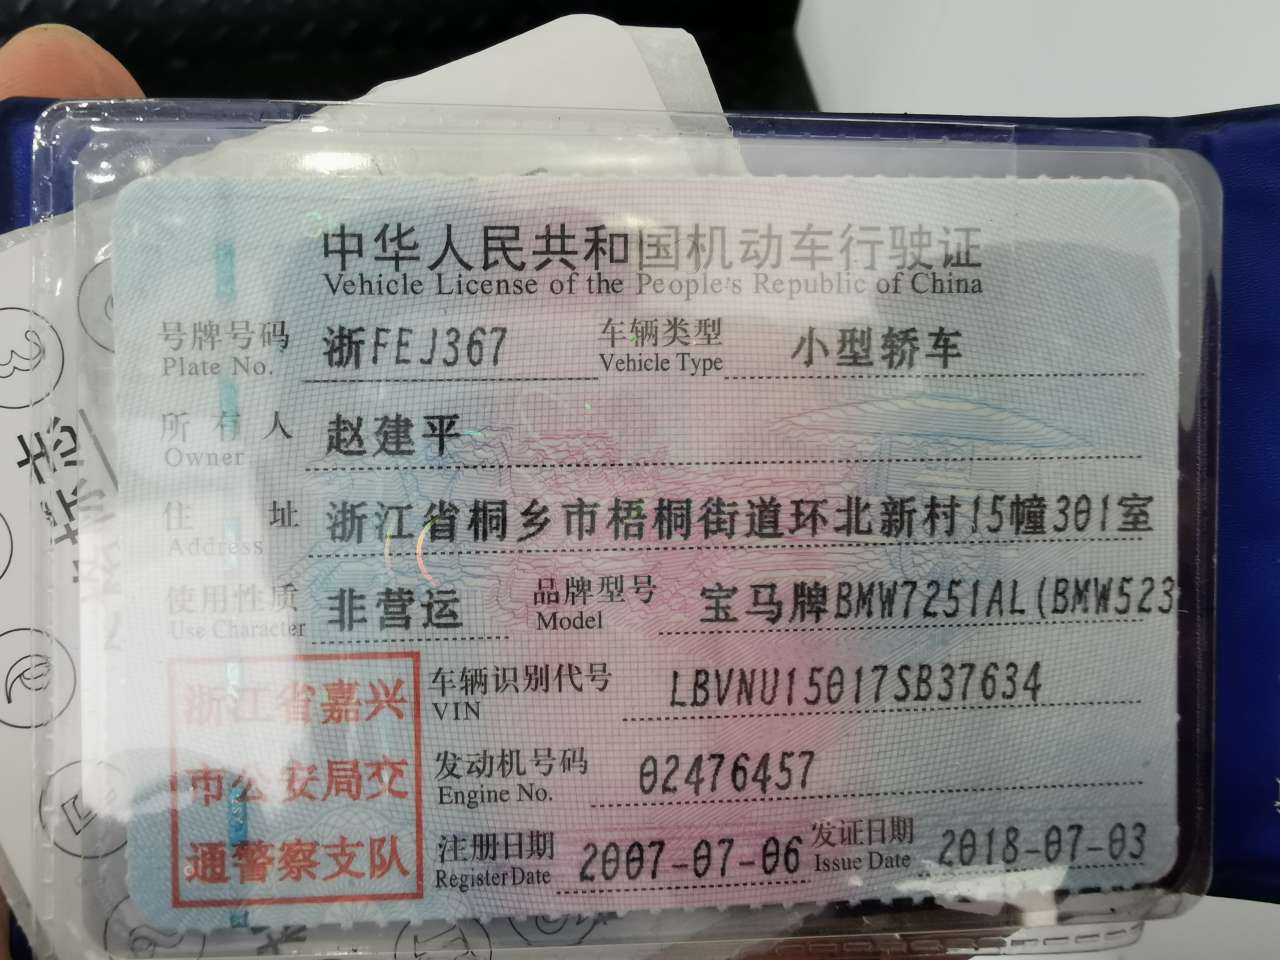 中华人民共和国机动车行驶证
Vehicle License of the People's Republic of China
号牌号码 浙FEJ367 车辆类型 小型轿车
Plate No. Vehicle Type
所有人 赵建平
Owner
住址 浙江省桐乡市梧桐街道环北新村15幢301室
Address
使用性质 非营运 品牌型号 宝马牌BMW7251AL(BMW523
Use Character Model
浙江省嘉兴
市公安局交
通警察支队
车辆识别代号 LBVNU15017SB37634
VIN
发动机号码 02476457
Engine No.
注册日期 2007-07-06 发证日期 2018-07-03
Register Date Issue Date